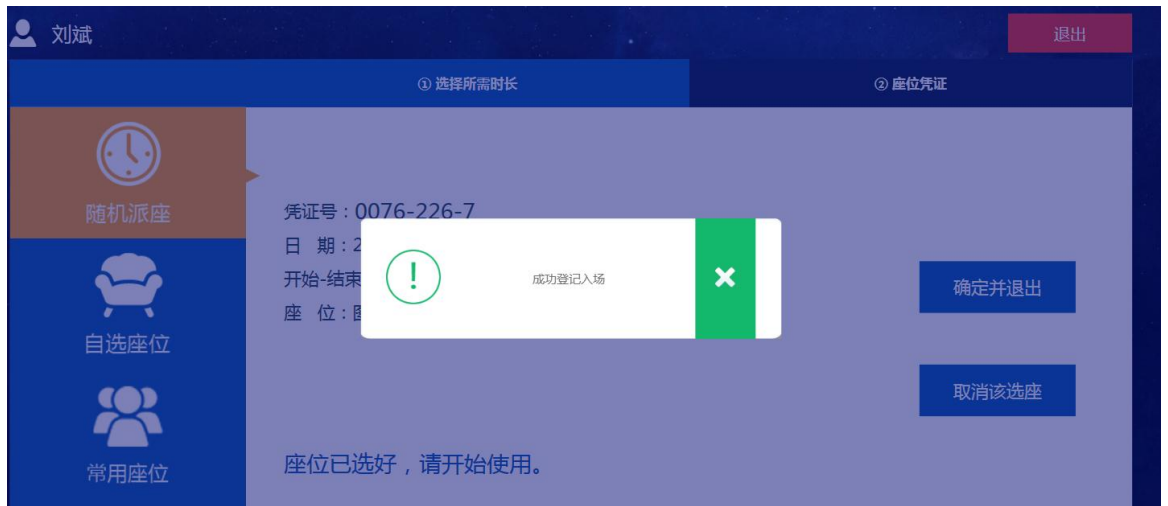 刘斌
退出
① 选择所需时长
② 座位凭证
随机派座
自选座位
常用座位
凭证号：0076-226-7
日 期：2
开始-结束
座 位：
成功登记入场
确定并退出
取消该选座
座位已选好，请开始使用。